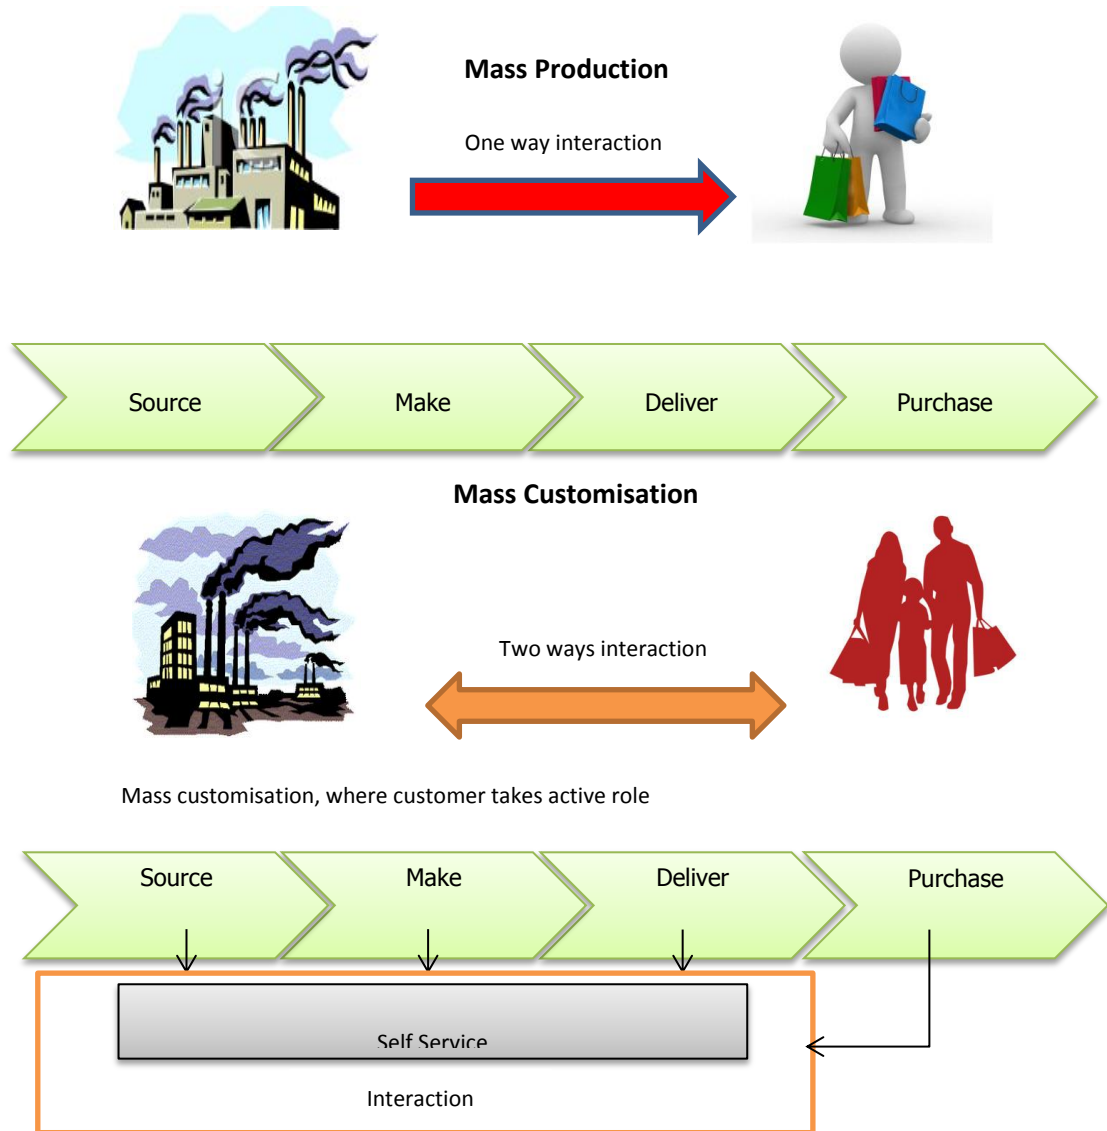 Mass Production
One way interaction
Source
Make
Deliver
Purchase
Mass Customisation
Two ways interaction
Mass customisation, where customer takes active role
Source
Make
Deliver
Purchase
Self Service
Interaction